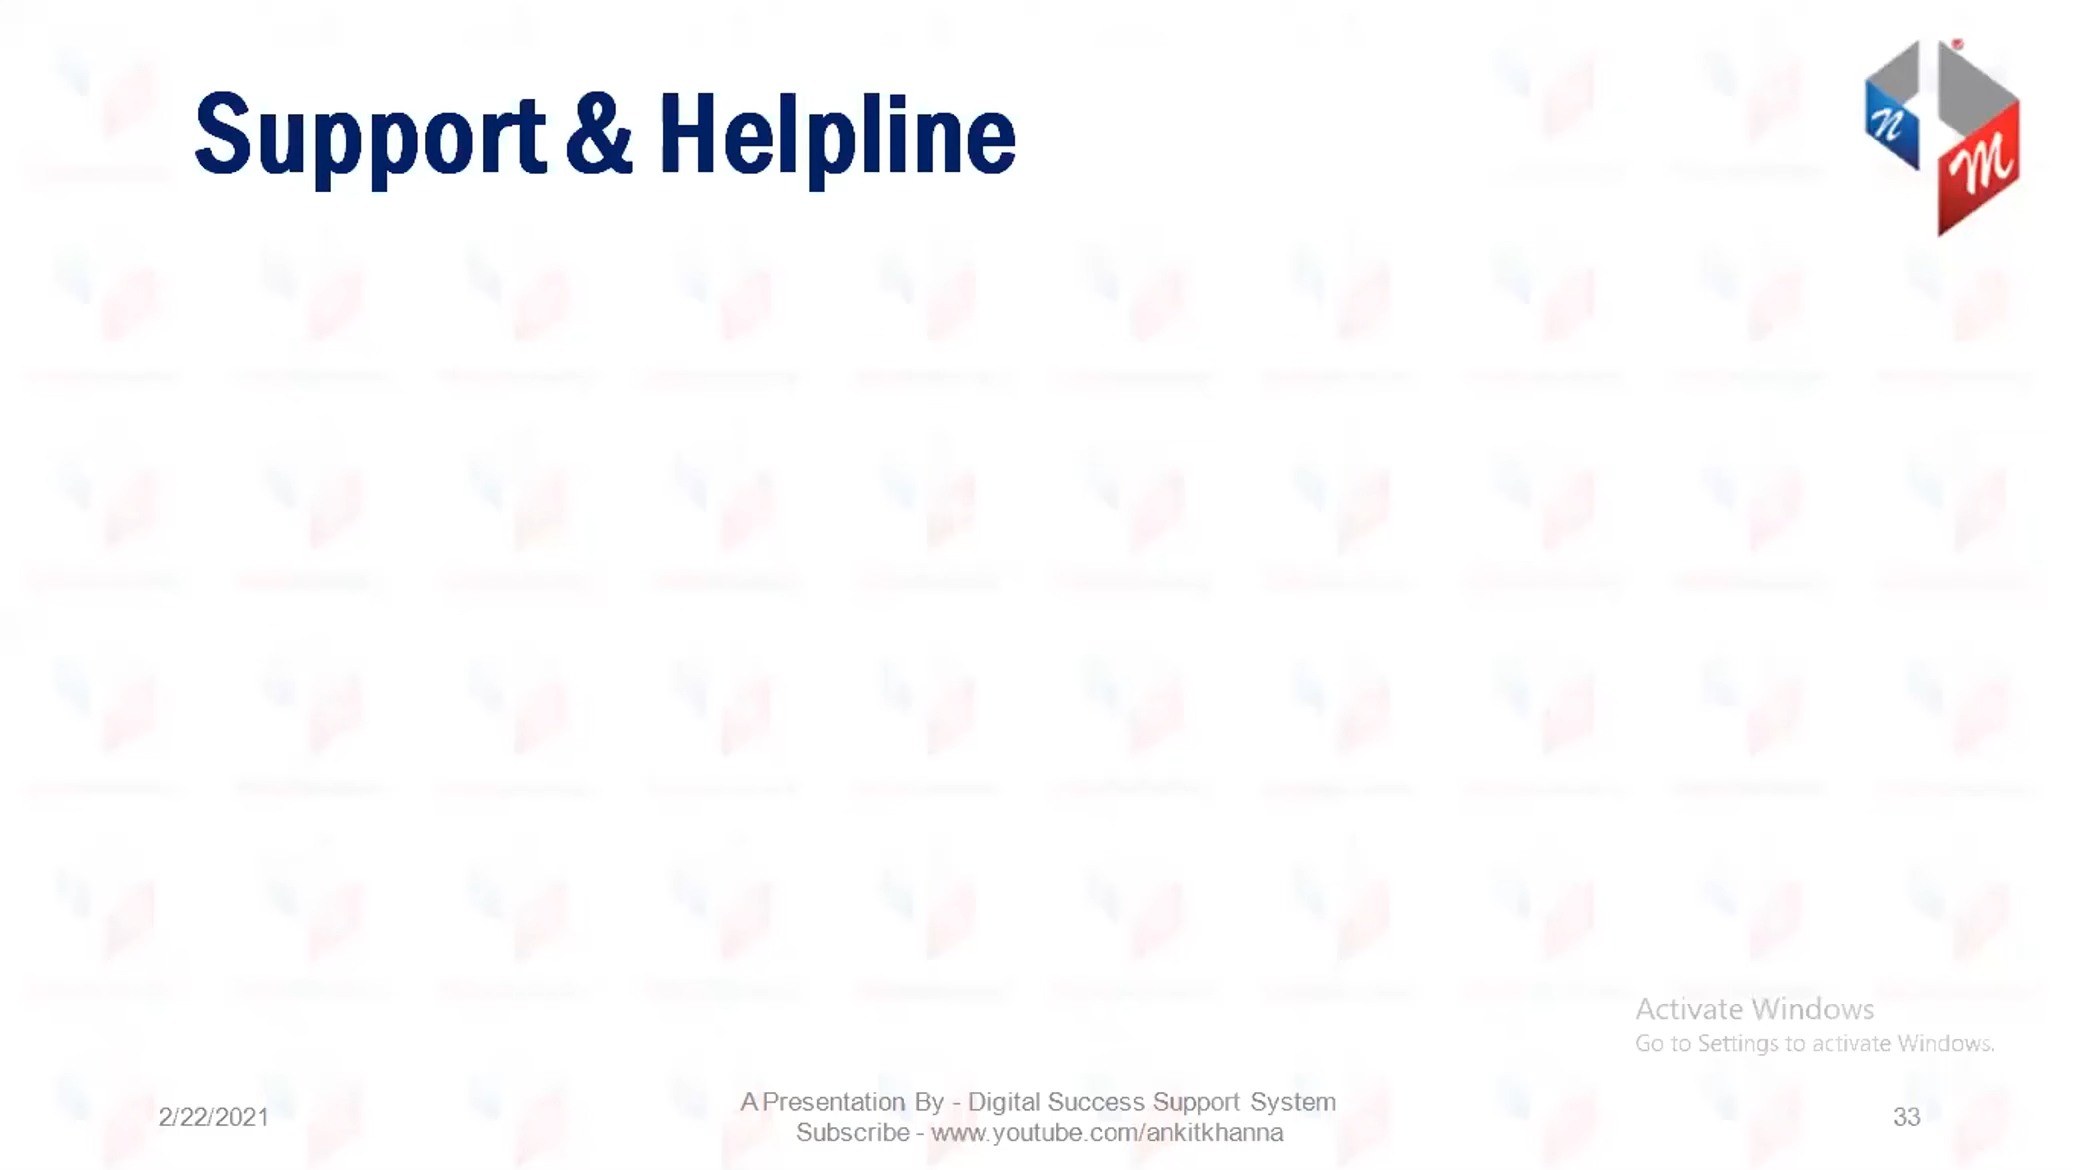 Support & Helpline
n
M
Activate Windows
Go to Settings to activate Windows.
2/22/2021
A Presentation By - Digital Success Support System
Subscribe - www.youtube.com/ankitkhanna
33